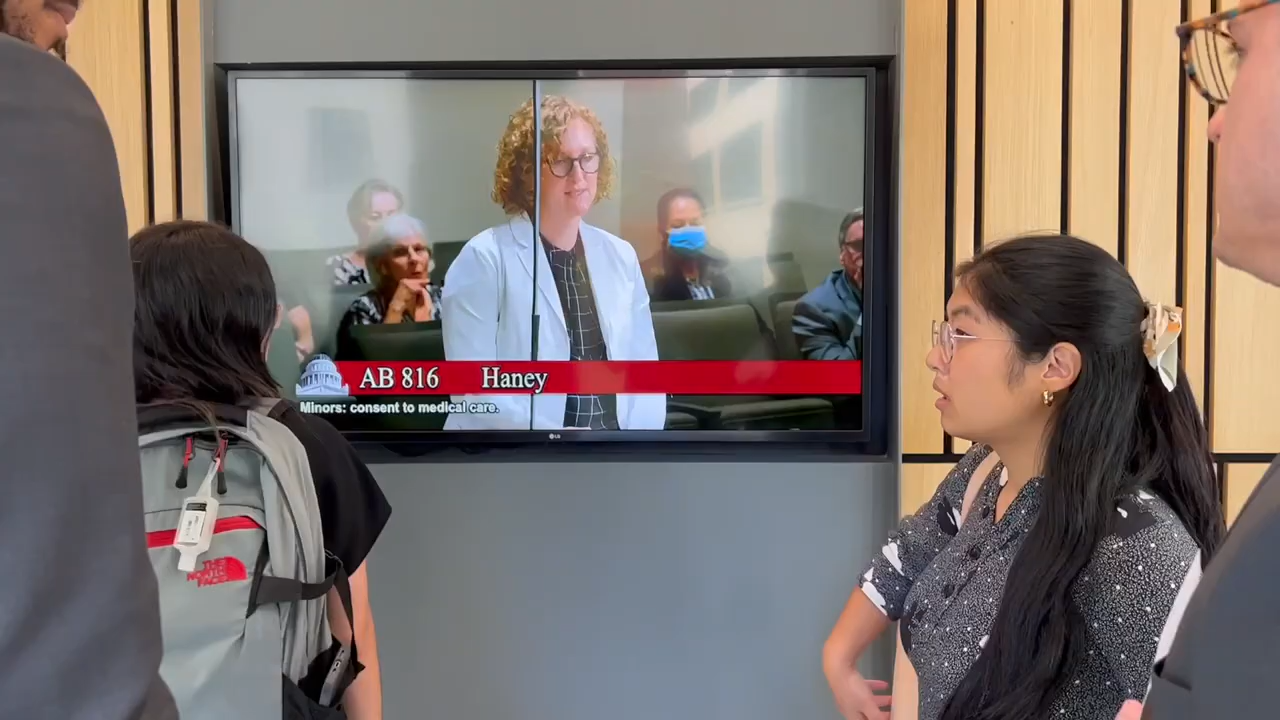 AB 816 Haney
Minors: consent to medical care.
LG
THE
NORTH
FACE